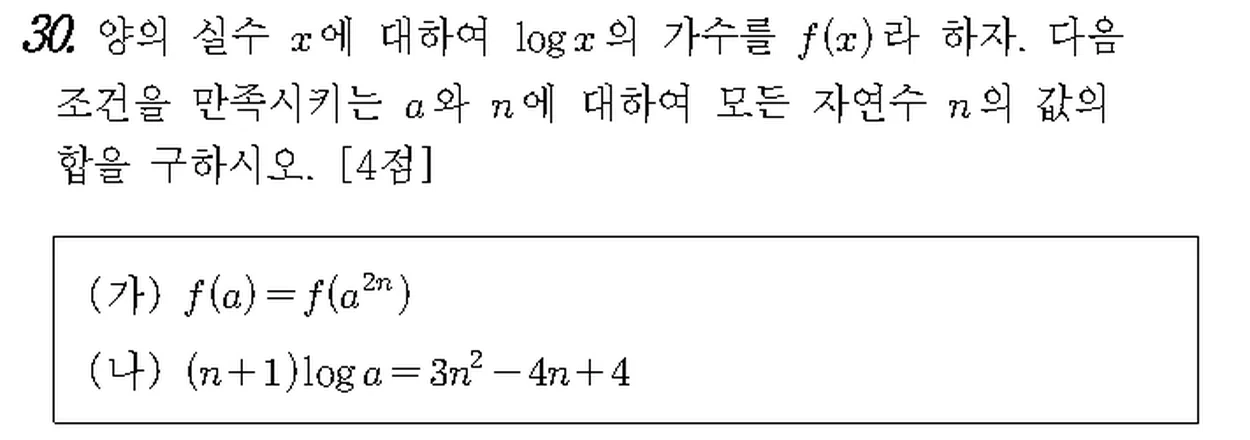 30. 양의 실수 x에 대하여 log x의 가수를 f(x)라 하자. 다음
조건을 만족시키는 a와 n에 대하여 모든 자연수 n의 값의
합을 구하시오. [4점]
(가) f(a)=f(a²ⁿ)
(나) (n+1)log a=3n²-4n+4